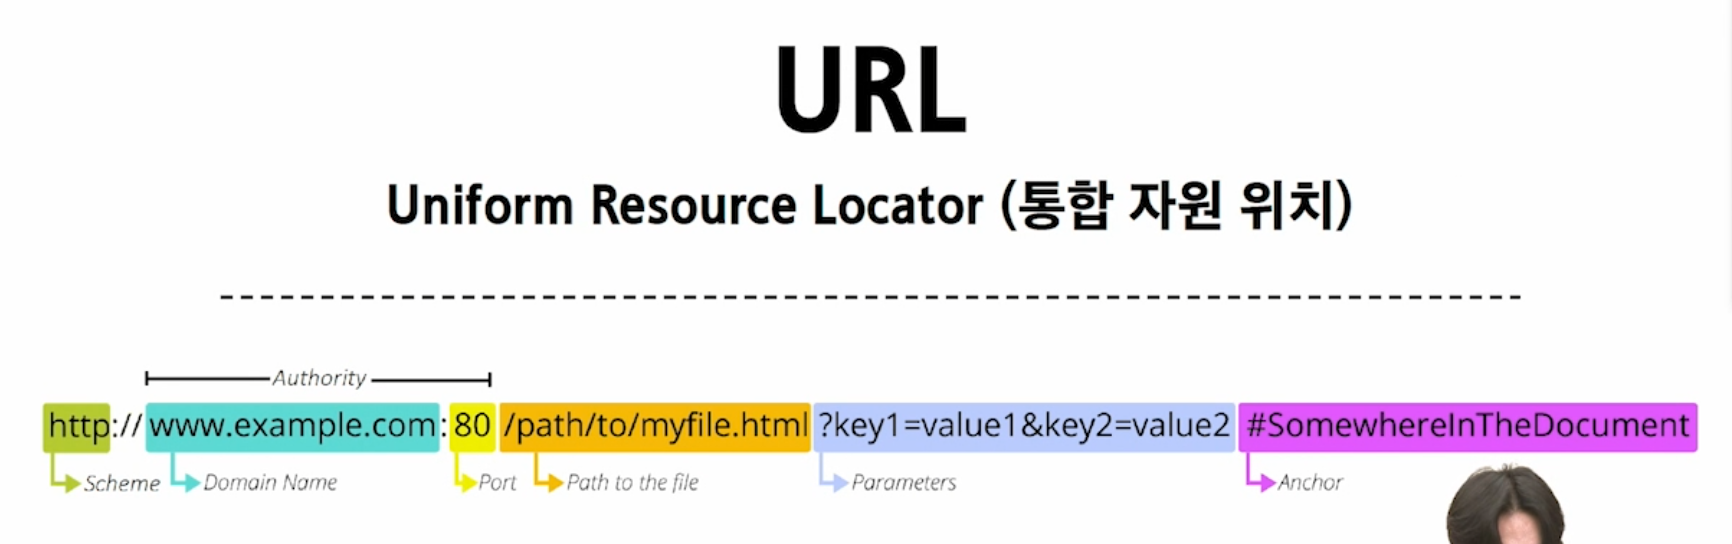 URL
Uniform Resource Locator (통합 자원 위치)
Authority
http://www.example.com:80/path/to/myfile.html?key1=value1&key2=value2#SomewhereInTheDocument
Scheme Domain Name Port Path to the file Parameters Anchor